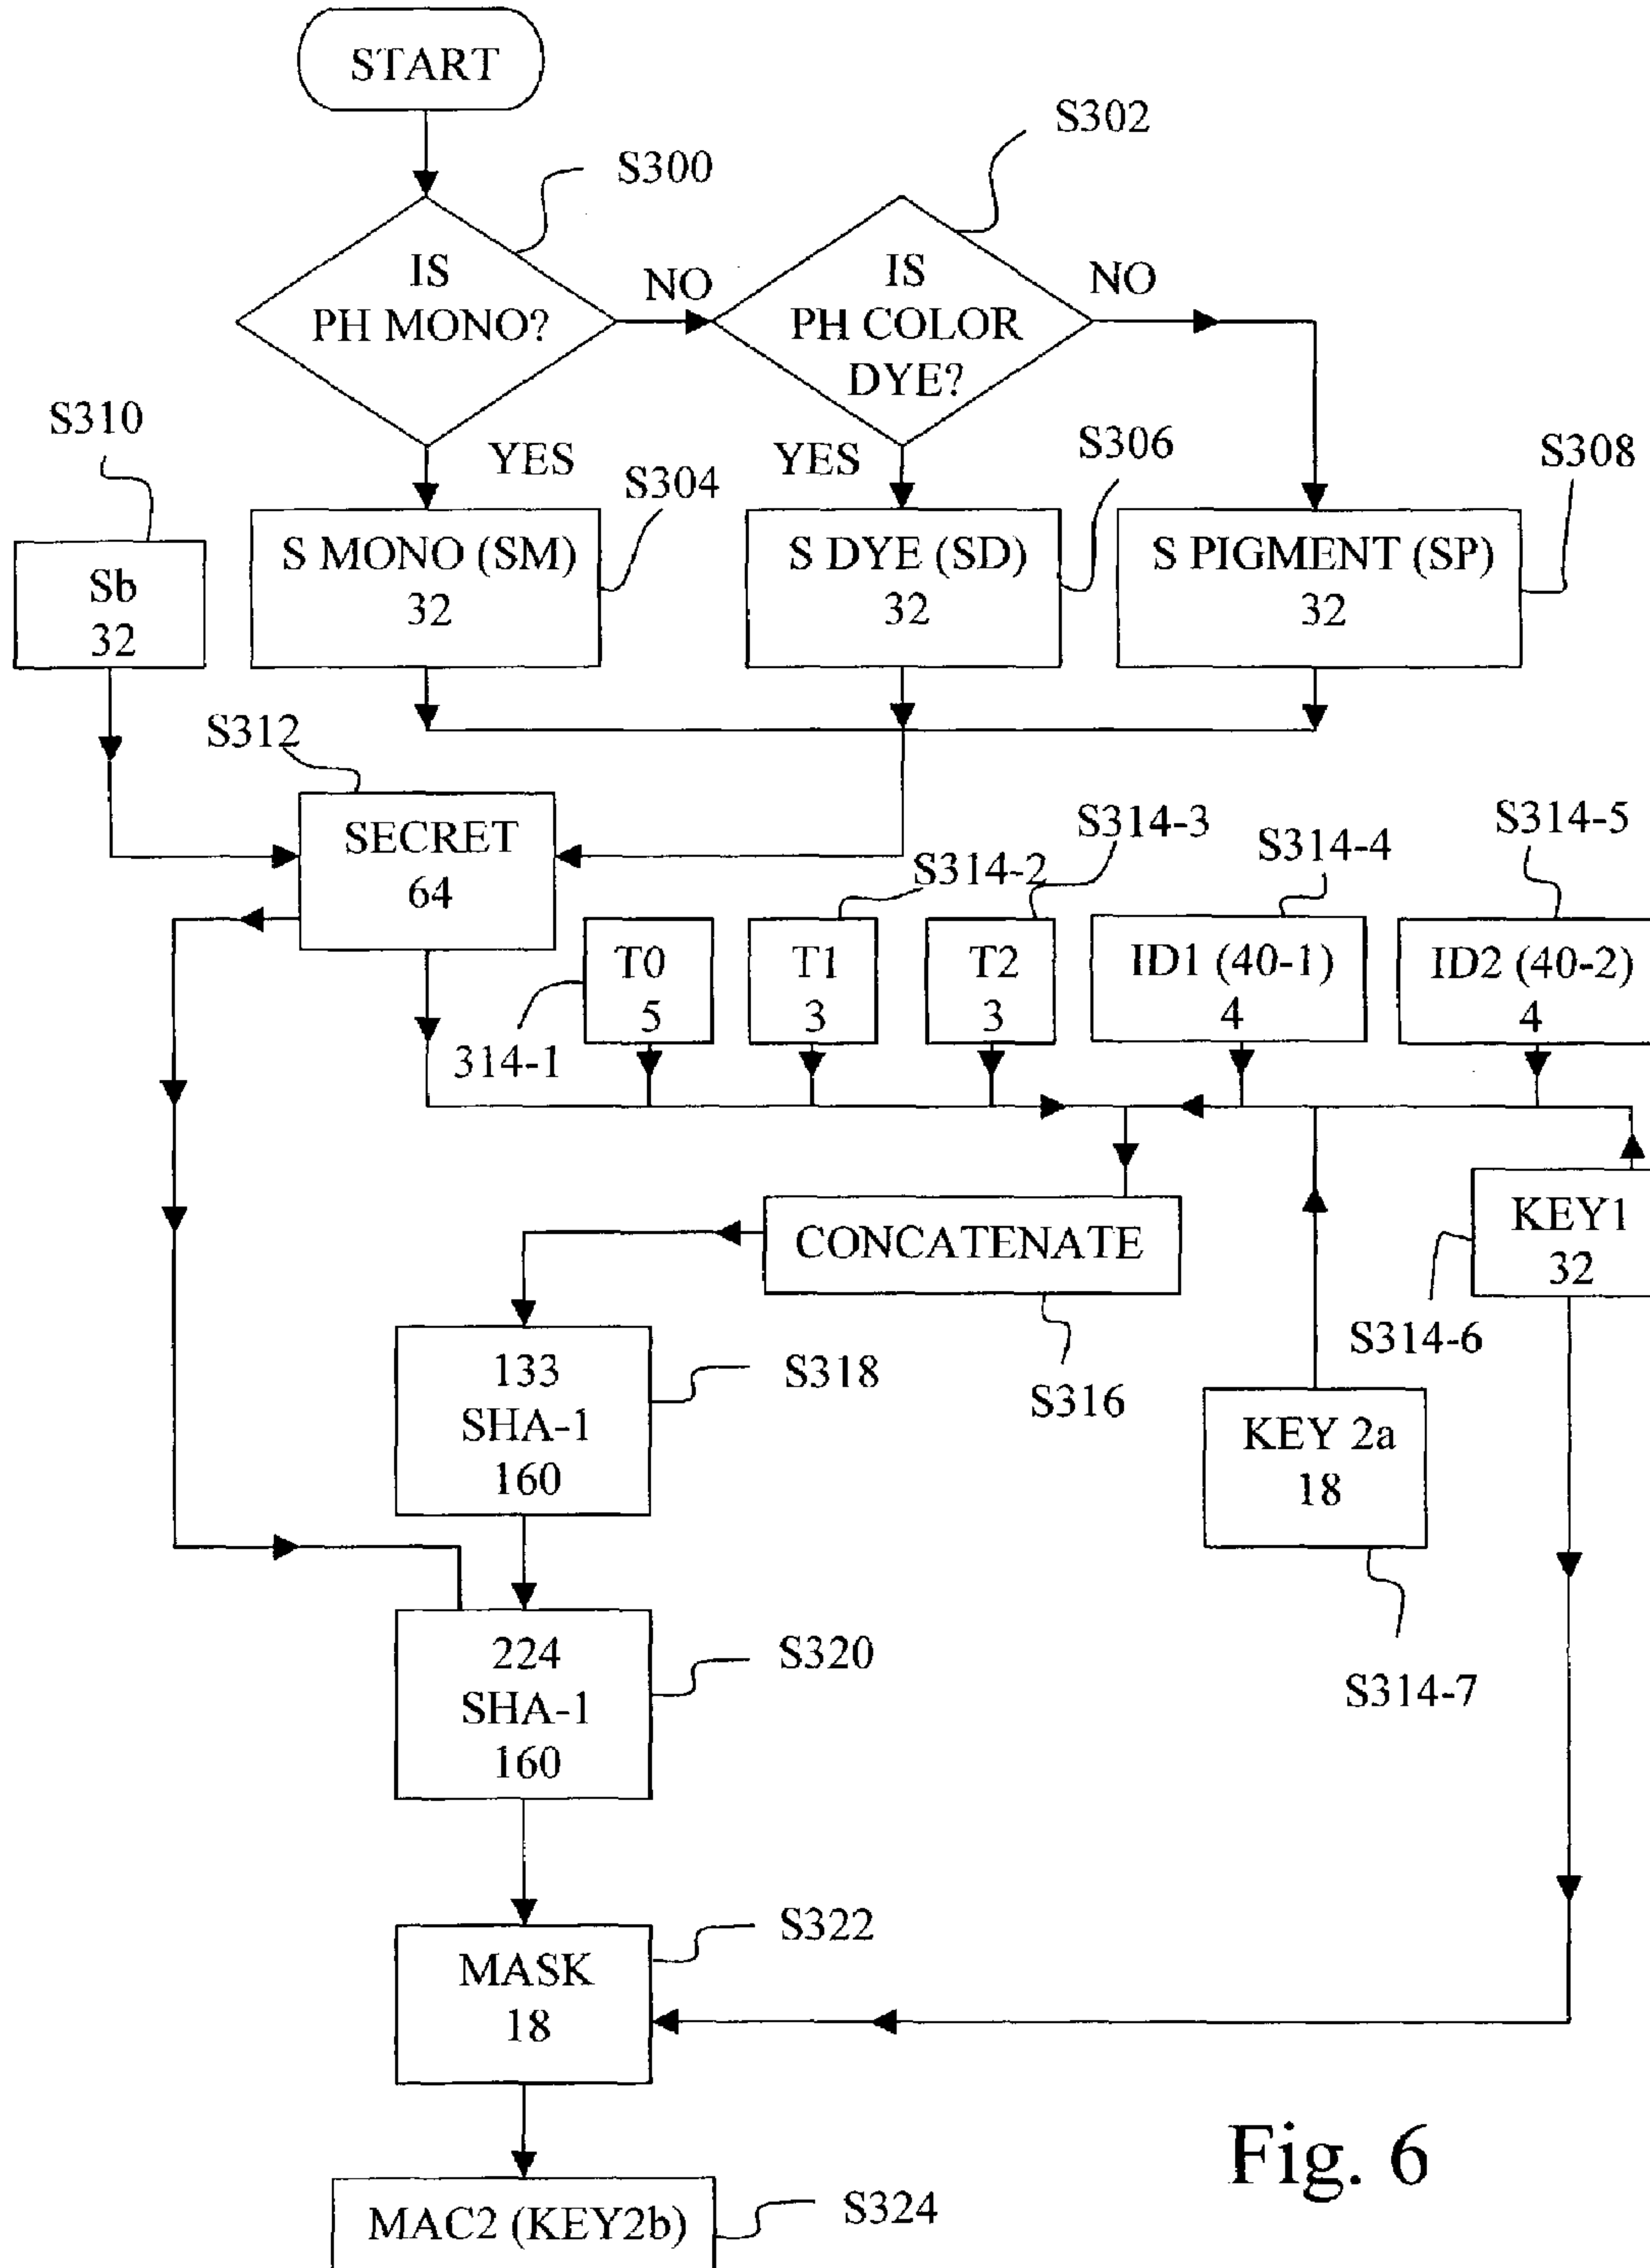 START
S300
S302
IS
PH MONO?
NO
IS
PH COLOR
DYE?
NO
S310
YES
S304
YES
S306
S308
Sb
32
S MONO (SM)
32
S DYE (SD)
32
S PIGMENT (SP)
32
S312
SECRET
64
S314-2
S314-3
S314-4
S314-5
314-1
T0
5
T1
3
T2
3
ID1 (40-1)
4
ID2 (40-2)
4
CONCATENATE
S316
KEY1
32
S314-6
133
SHA-1
160
S318
KEY 2a
18
S314-7
224
SHA-1
160
S320
MASK
18
S322
MAC2 (KEY2b)
S324
Fig. 6